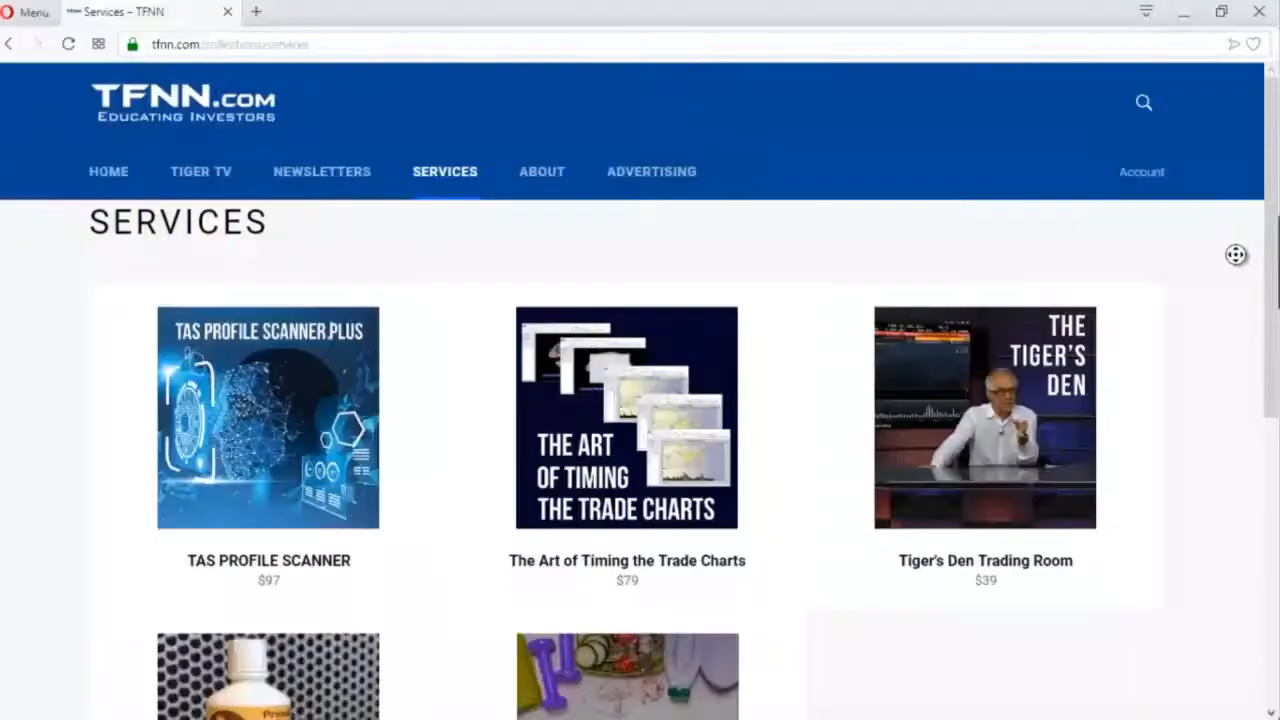 Menu
Services – TFNN
tfnn.com/collections/services
TFNN.COM
EDUCATING INVESTORS
HOME TIGER TV NEWSLETTERS SERVICES ABOUT ADVERTISING Account
SERVICES
TAS PROFILE SCANNER PLUS
THE ART
OF TIMING
THE TRADE CHARTS
THE
TIGER'S
DEN
TAS PROFILE SCANNER
$97
The Art of Timing the Trade Charts
$79
Tiger's Den Trading Room
$39